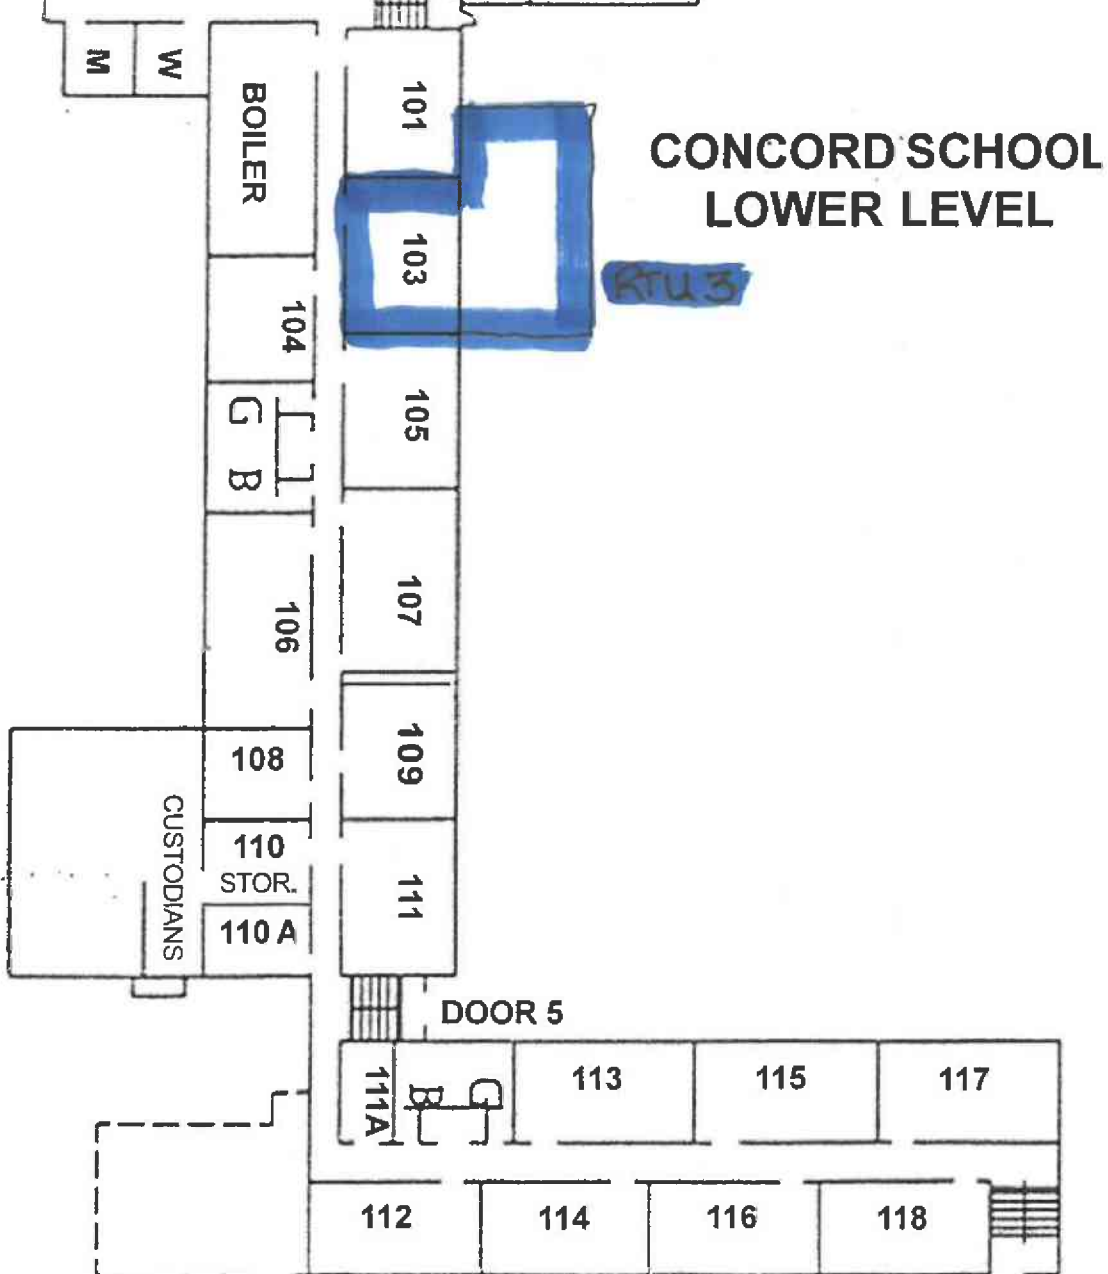 M
W
BOILER
101
CONCORD SCHOOL
LOWER LEVEL
103
RTU 3
104
105
G
B
107
106
109
108
110
STOR.
CUSTODIANS
111
110 A
DOOR 5
111A
B
G
113
115
117
112
114
116
118